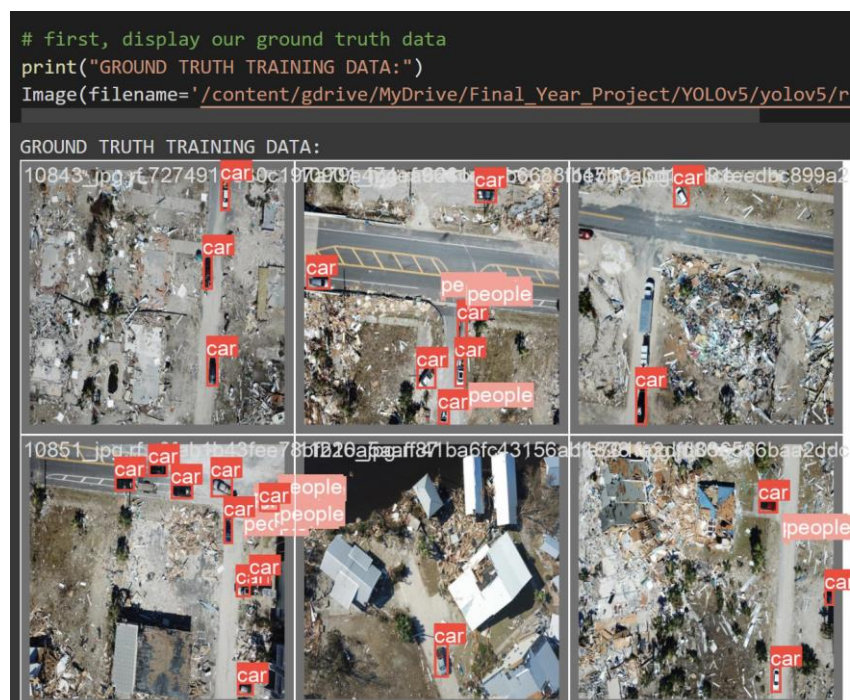 # first, display our ground truth data
print("GROUND TRUTH TRAINING DATA:")
Image(filename='/content/gdrive/MyDrive/Final_Year_Project/YOLOv5/yolov5/r
GROUND TRUTH TRAINING DATA:
car
car
car
car
car
people
car
car
car
car
people
car
car
10851_jpg.rf
car
car
car
car
car
car
people
people
car
car
car
car
car
people
car
car